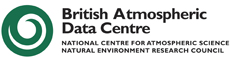 British Atmospheric
Data Centre
NATIONAL CENTRE FOR ATMOSPHERIC SCIENCE
NATURAL ENVIRONMENT RESEARCH COUNCIL